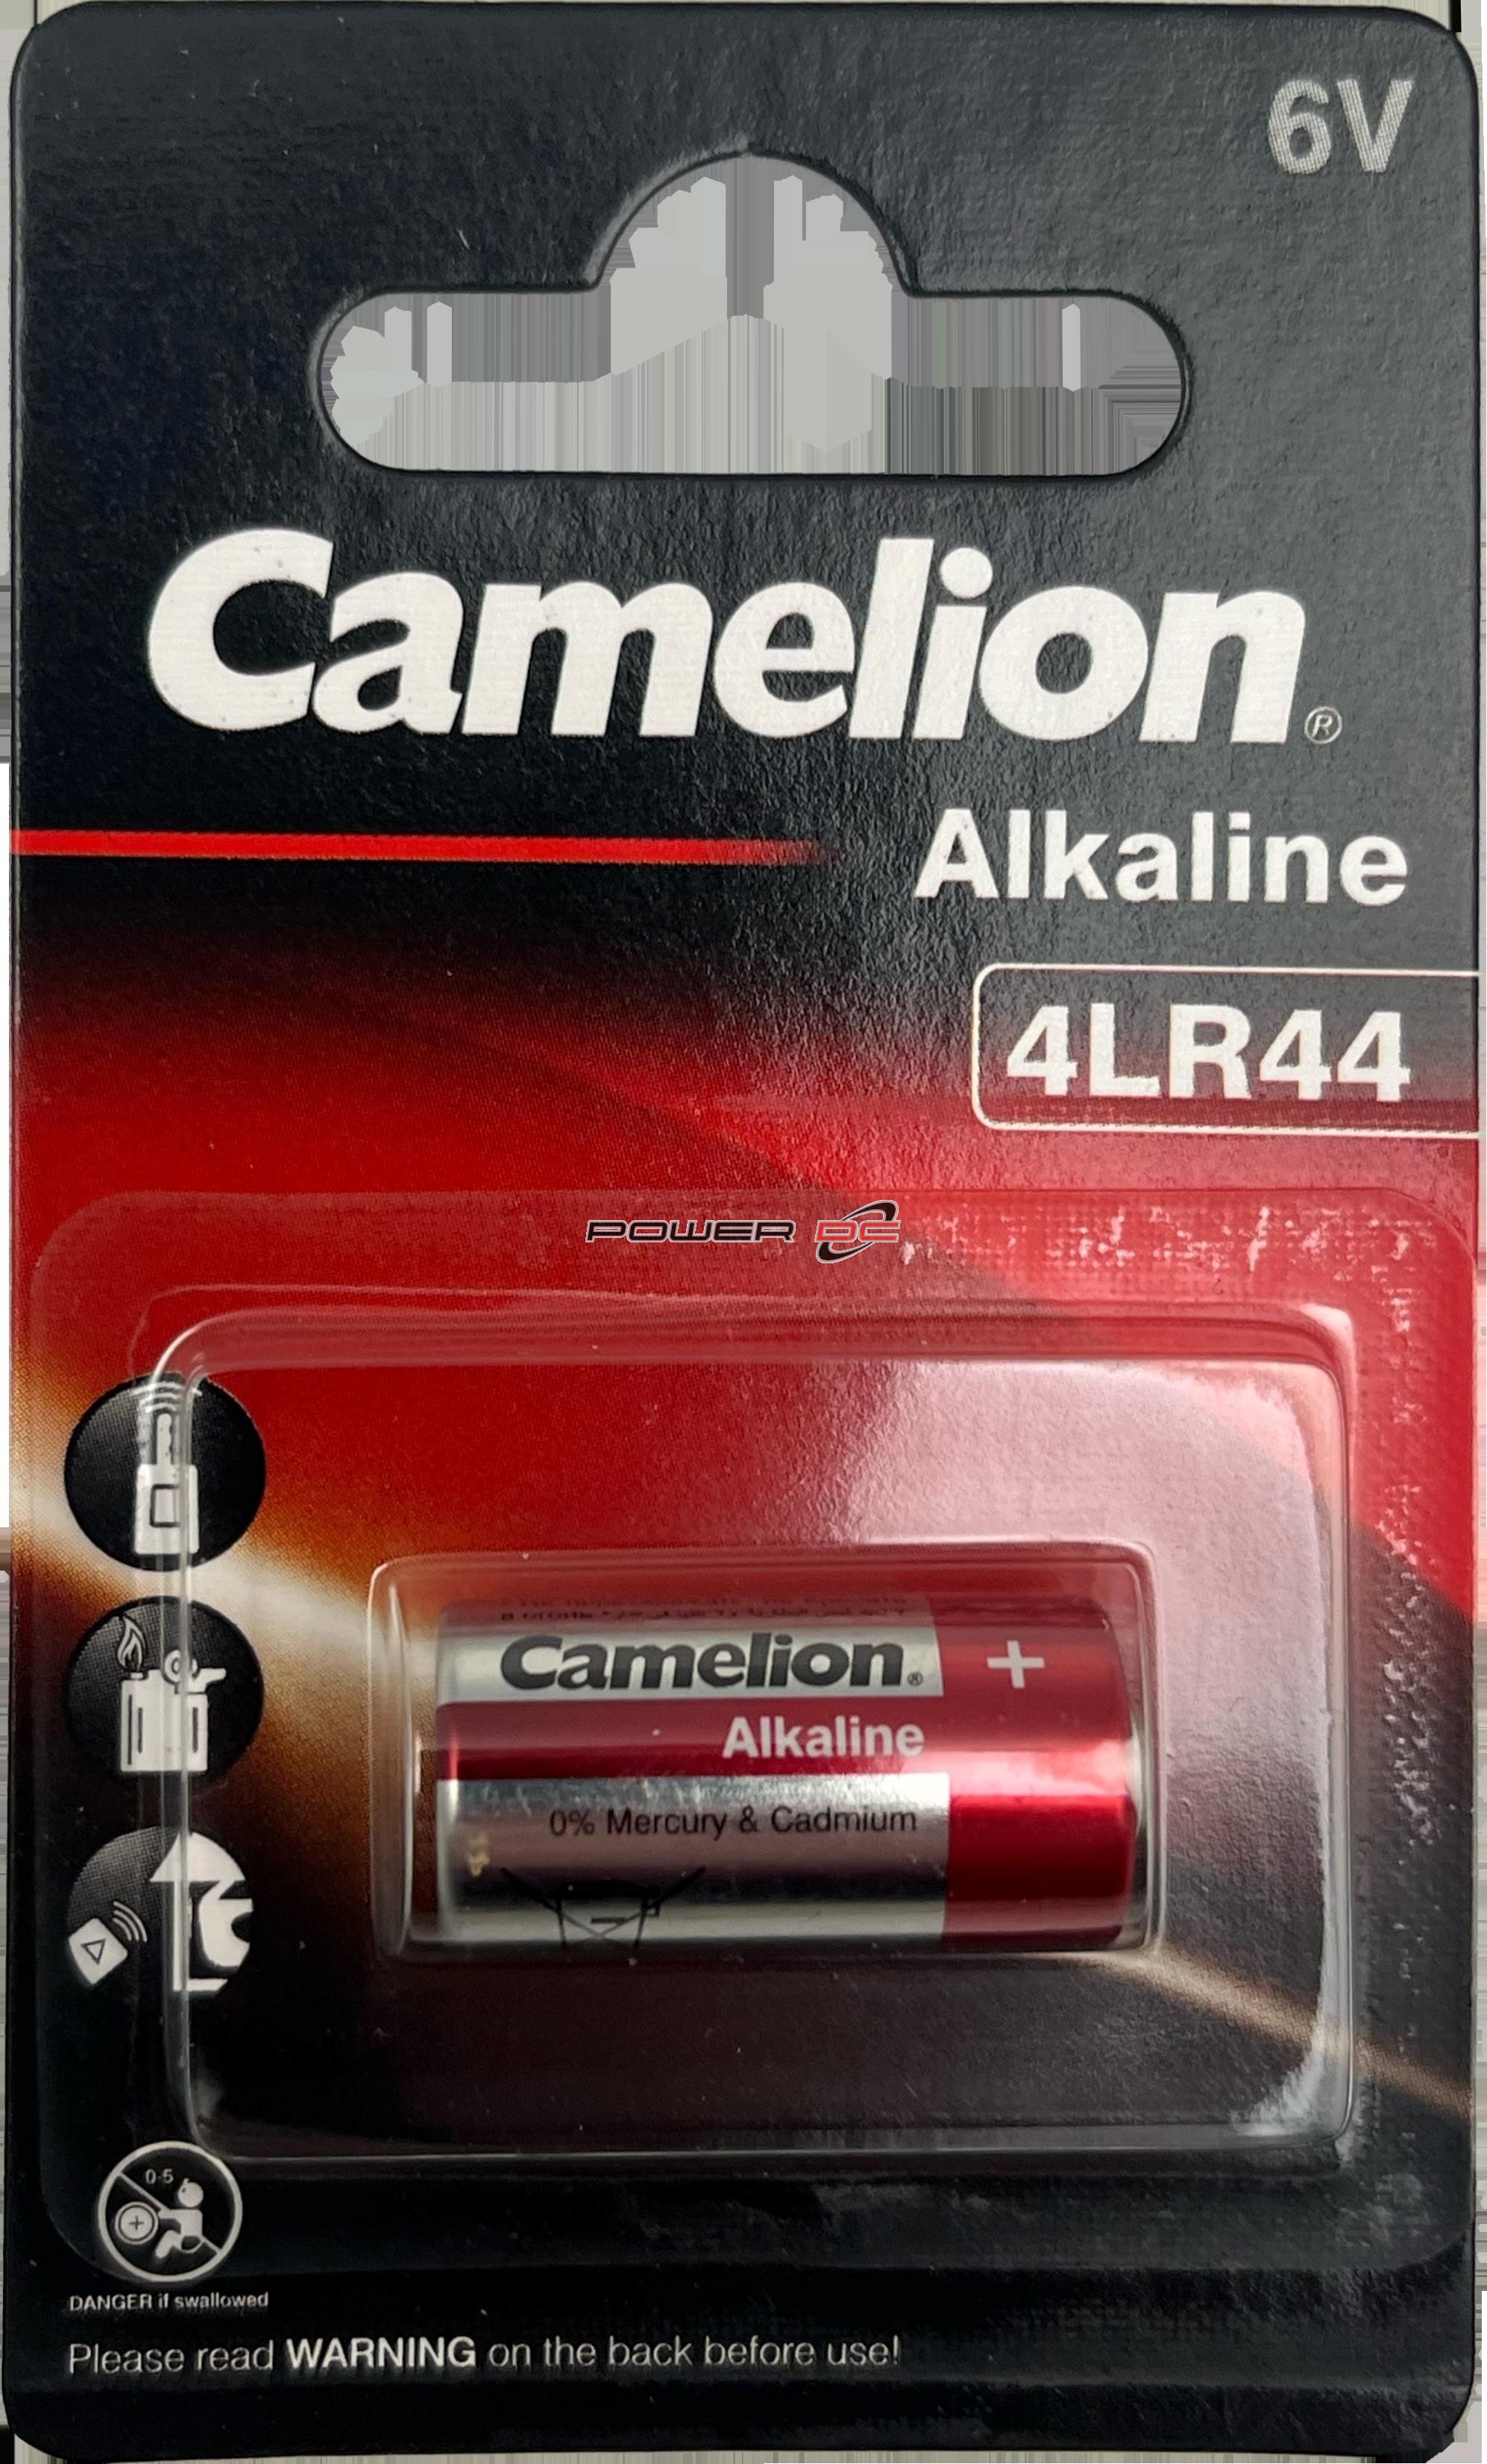 6V
Camelion®
Alkaline
4LR44
POWER DC
Camelion®
+
Alkaline
0% Mercury & Cadmium
0-5
+
DANGER if swallowed
Please read WARNING on the back before use!